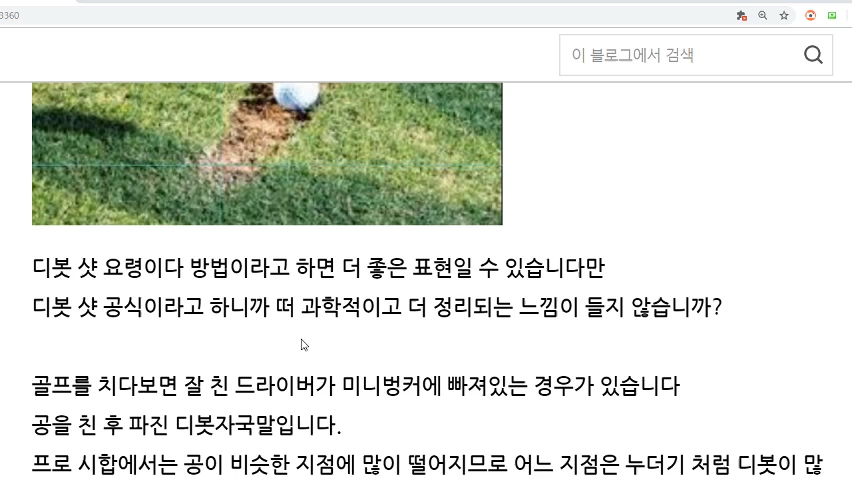 3360
이 블로그에서 검색
디봇 샷 요령이다 방법이라고 하면 더 좋은 표현일 수 있습니다만
디봇 샷 공식이라고 하니까 떠 과학적이고 더 정리되는 느낌이 들지 않습니까?
골프를 치다보면 잘 친 드라이버가 미니벙커에 빠져있는 경우가 있습니다
공을 친 후 파진 디봇자국말입니다.
프로 시합에서는 공이 비슷한 지점에 많이 떨어지므로 어느 지점은 누더기 처럼 디봇이 많